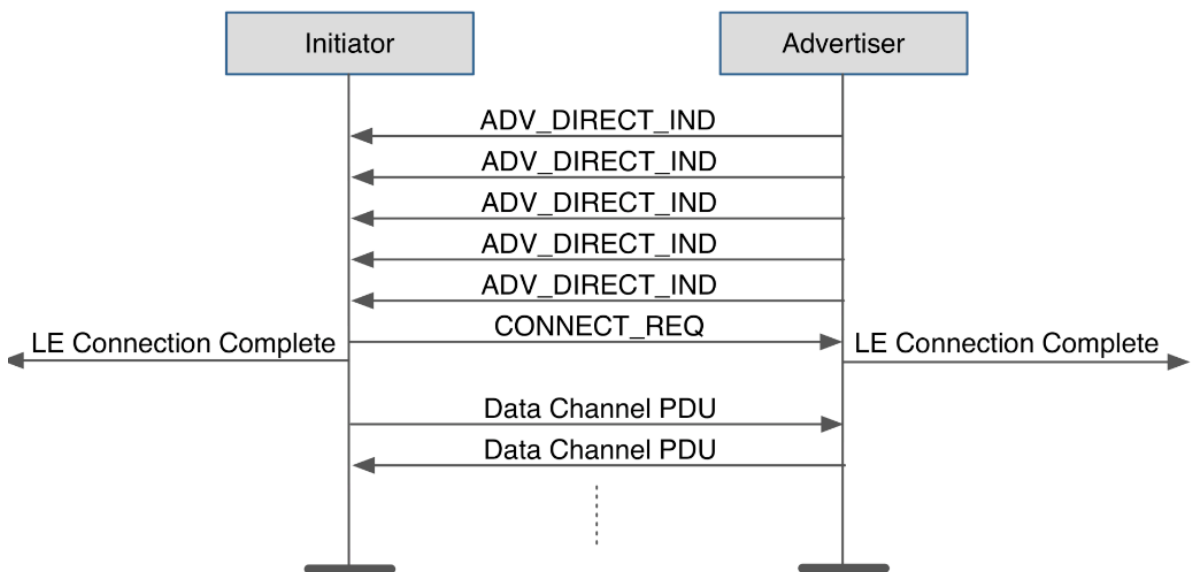 Initiator
Advertiser
ADV_DIRECT_IND
ADV_DIRECT_IND
ADV_DIRECT_IND
ADV_DIRECT_IND
ADV_DIRECT_IND
CONNECT_REQ
LE Connection Complete
LE Connection Complete
Data Channel PDU
Data Channel PDU